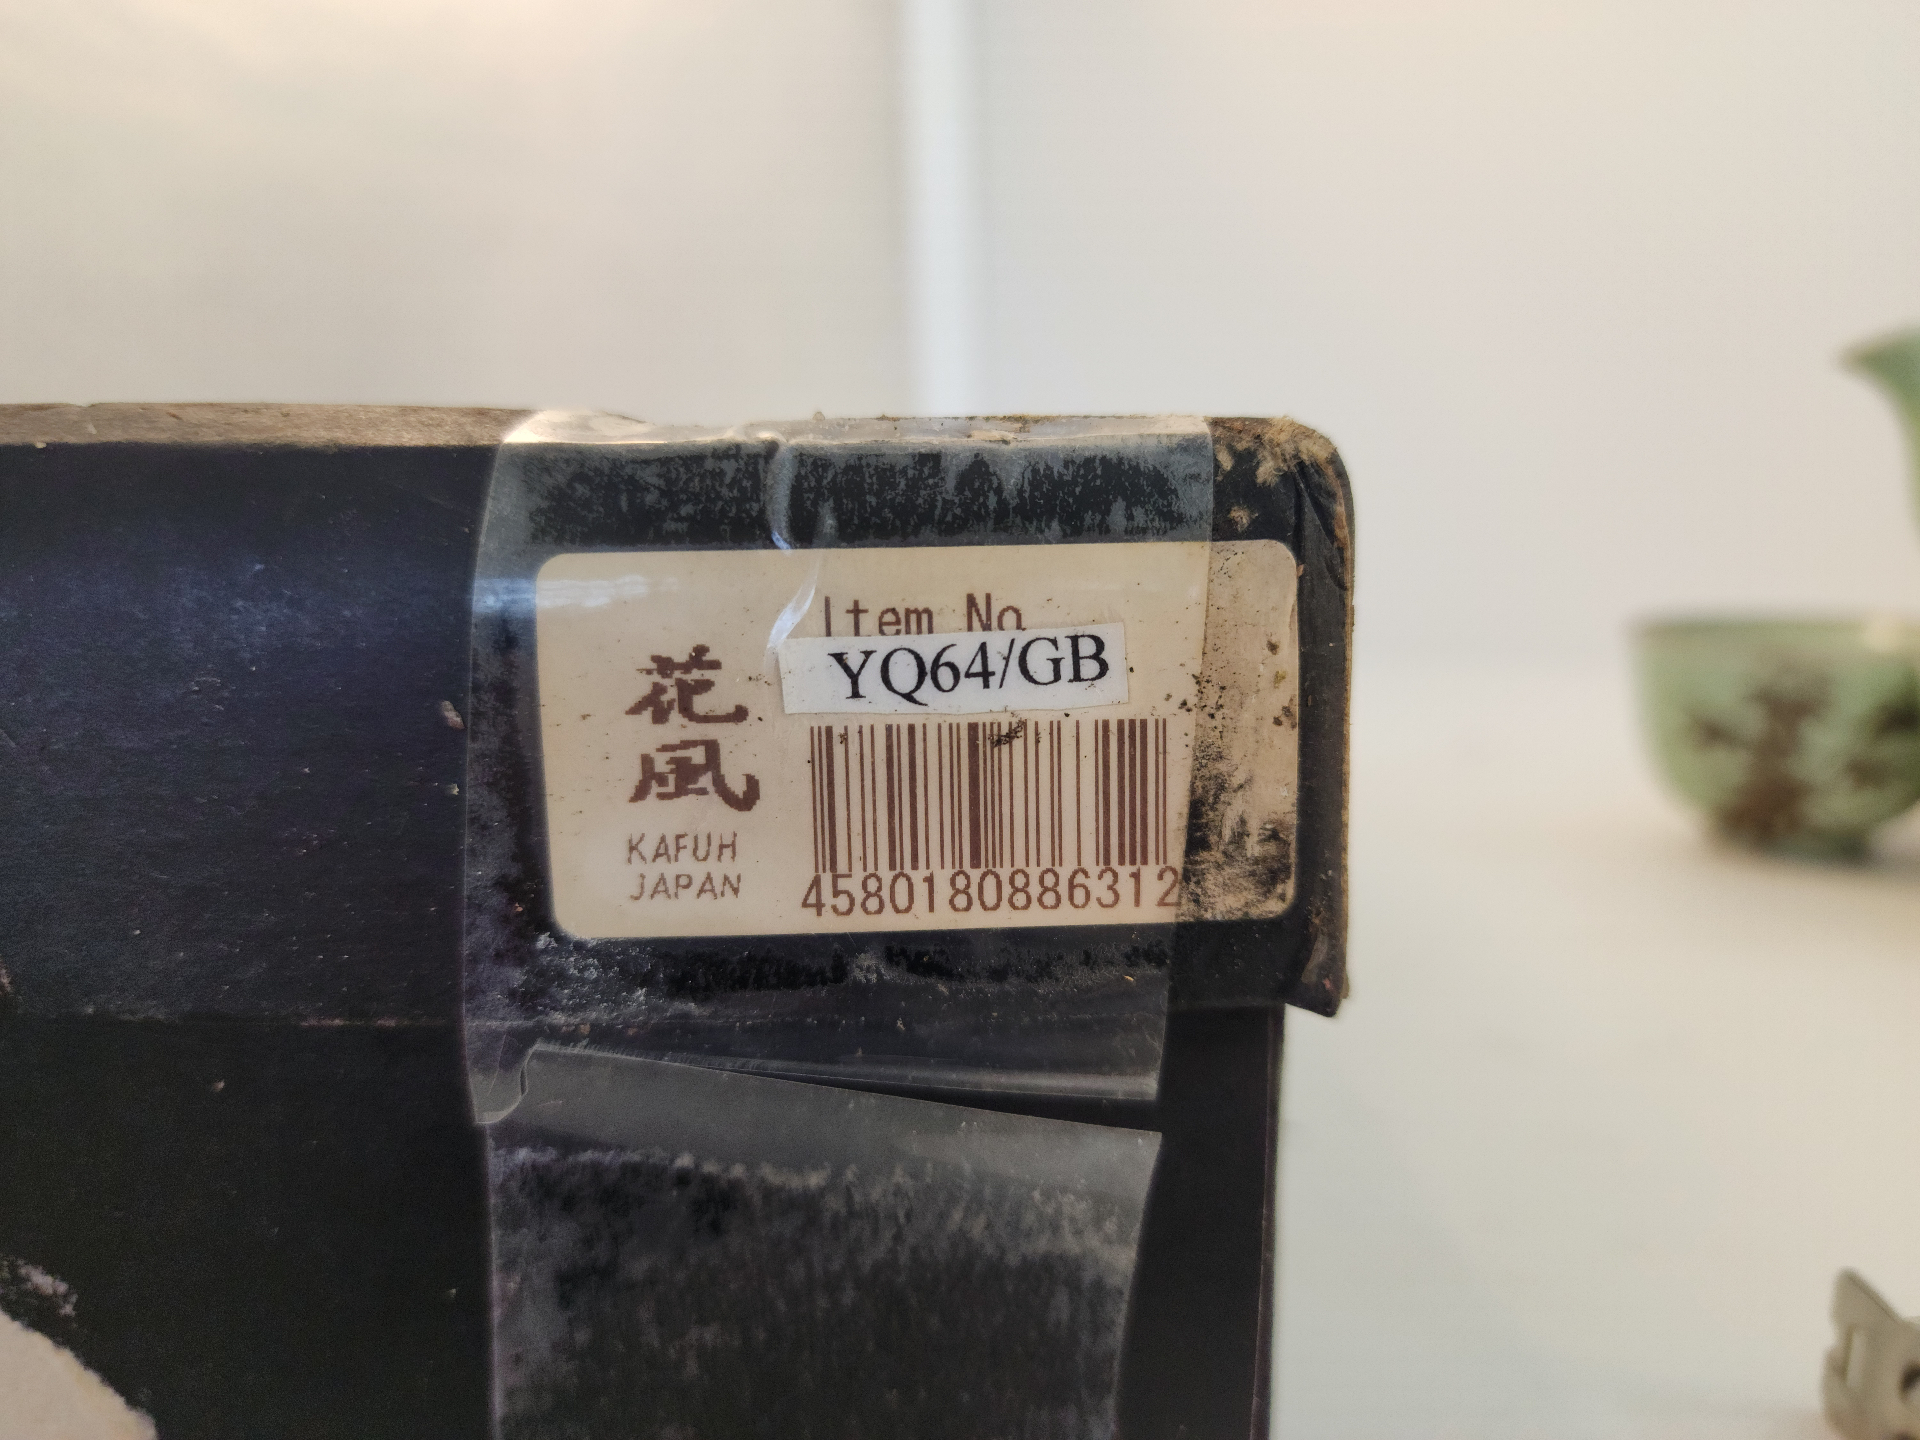 Item No
YQ64/GB
花
風
KAFUH
JAPAN
4580180886312